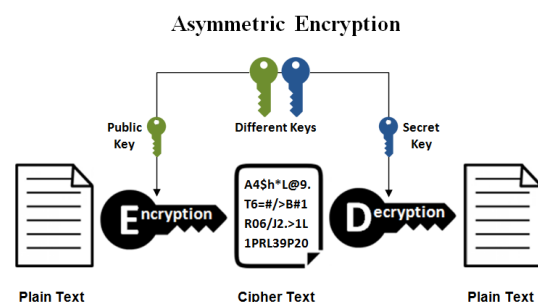 Asymmetric Encryption
Public
Key
Different Keys
Secret
Key
Encryption
A4$h*L@9.
T6=#/>B#1
R06/J2.>1L
1PRL39P20
Decryption
Plain Text
Cipher Text
Plain Text